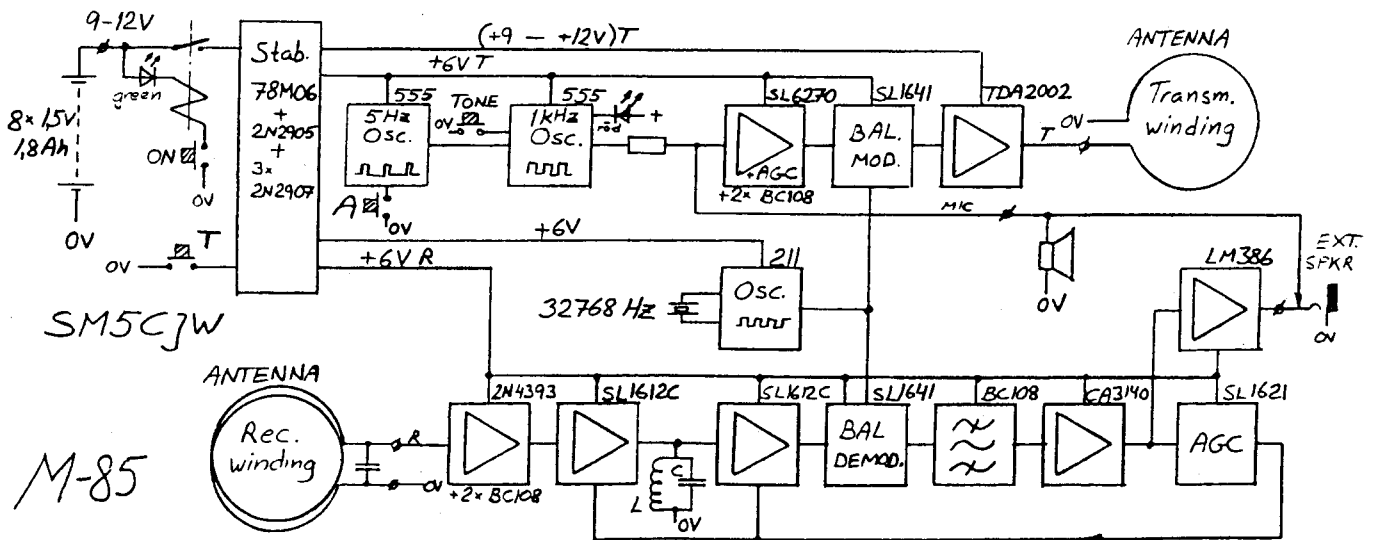 9-12V
8×1,5V
1,8Ah
0V
green
ON
0V
0V
T
Stab.
78M06
+
2N2905
+
3×
2N2907
(+9 – +12V)T
+6V T
555
5Hz
Osc.
A
0V
TONE
0V
555
1kHz
Osc.
röd
+
SL6270
+AGC
+2× BC108
SL1641
BAL.
MOD.
TDA2002
T
0V
ANTENNA
Transm.
winding
MIC
0V
EXT.
SPKR
0V
LM386
+6V
+6V R
211
Osc.
32768 Hz
SM5CJW
ANTENNA
Rec.
winding
R
0V
2N4393
+2× BC108
SL1612C
L
C
0V
SL1612C
SL1641
BAL
DEMOD.
BC108
CA3140
SL1621
AGC
M-85